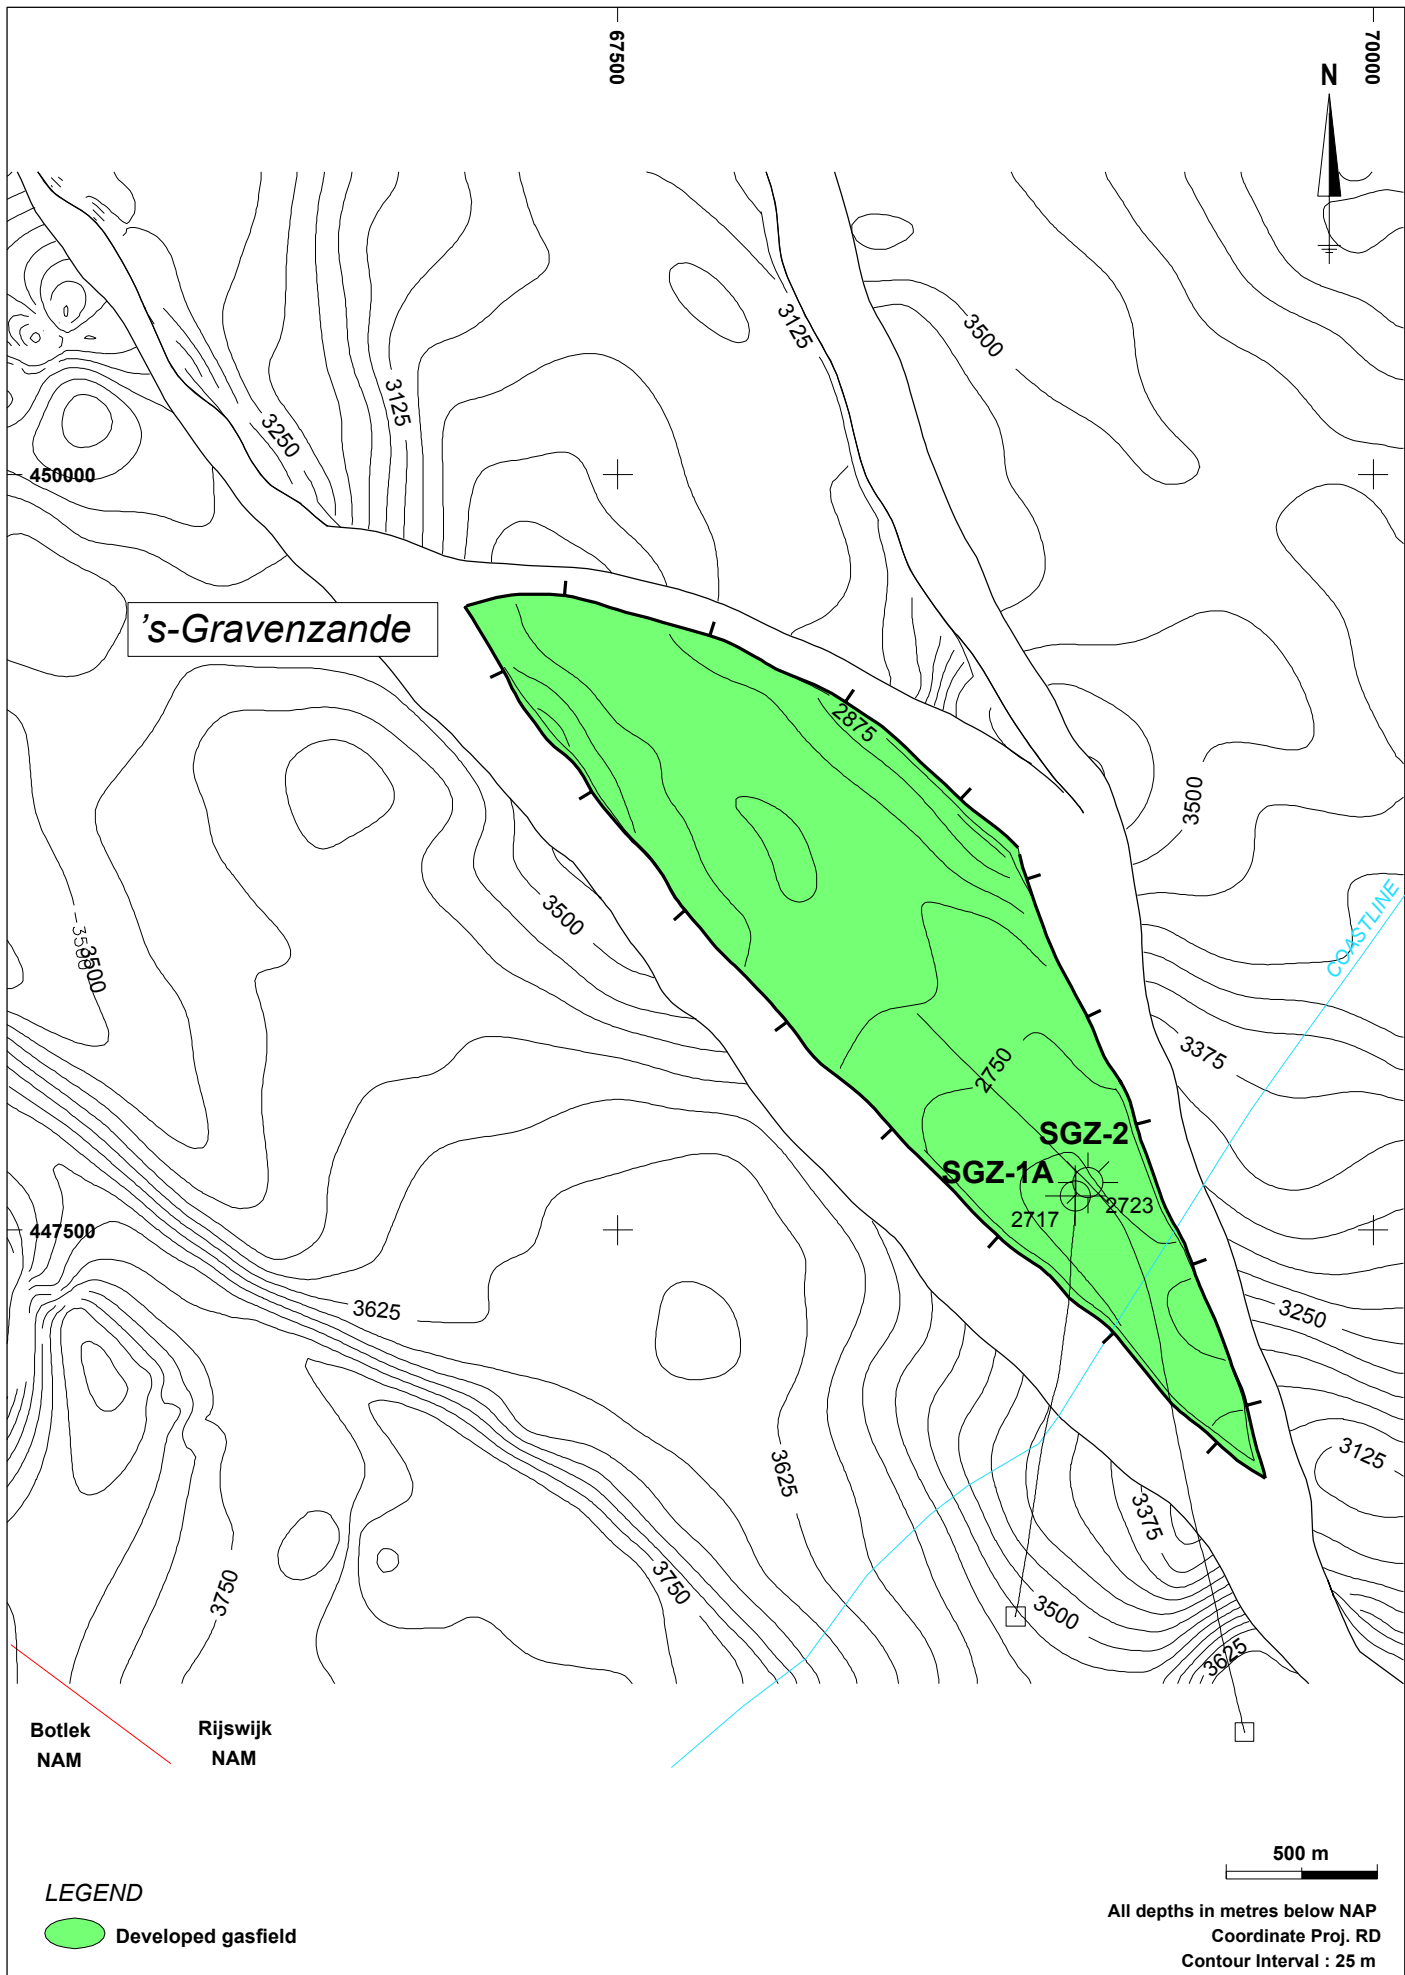 67500
70000
N
3125
3500
3125
3250
450000
's-Gravenzande
2875
3500
3500
COASTLINE
-3500
3500
2750
3375
SGZ-2
SGZ-1A
2717
2723
447500
3625
3250
3125
3625
3375
3750
3750
3500
3625
Botlek
NAM
Rijswijk
NAM
500 m
LEGEND
Developed gasfield
All depths in metres below NAP
Coordinate Proj. RD
Contour Interval : 25 m